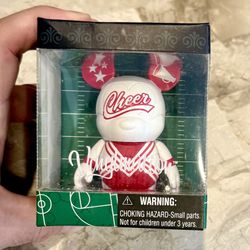 Cheer
Vinylmation
WARNING:
CHOKING HAZARD-Small parts.
Not for children under 3 years.